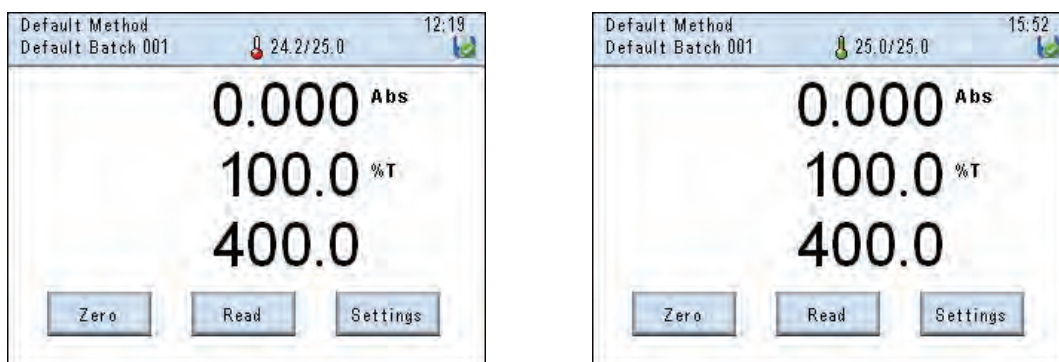 Default Method 12:19
Default Batch 001 24.2/25.0
0.000 Abs
100.0 %T
400.0
Zero Read Settings
Default Method 15:52
Default Batch 001 25.0/25.0
0.000 Abs
100.0 %T
400.0
Zero Read Settings